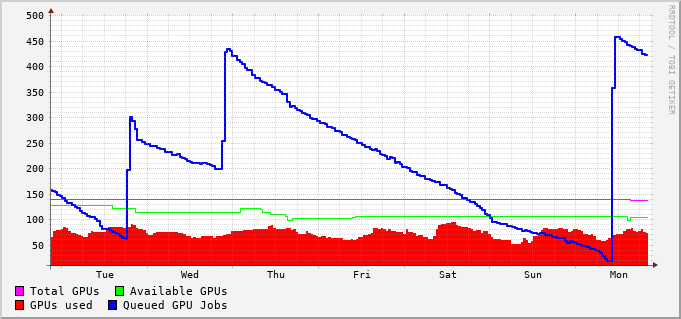 500
450
400
350
300
250
200
150
100
50
Tue Wed Thu Fri Sat Sun Mon
Total GPUs Available GPUs
GPUs used Queued GPU Jobs
RRDTOOL / TOBI OETIKER